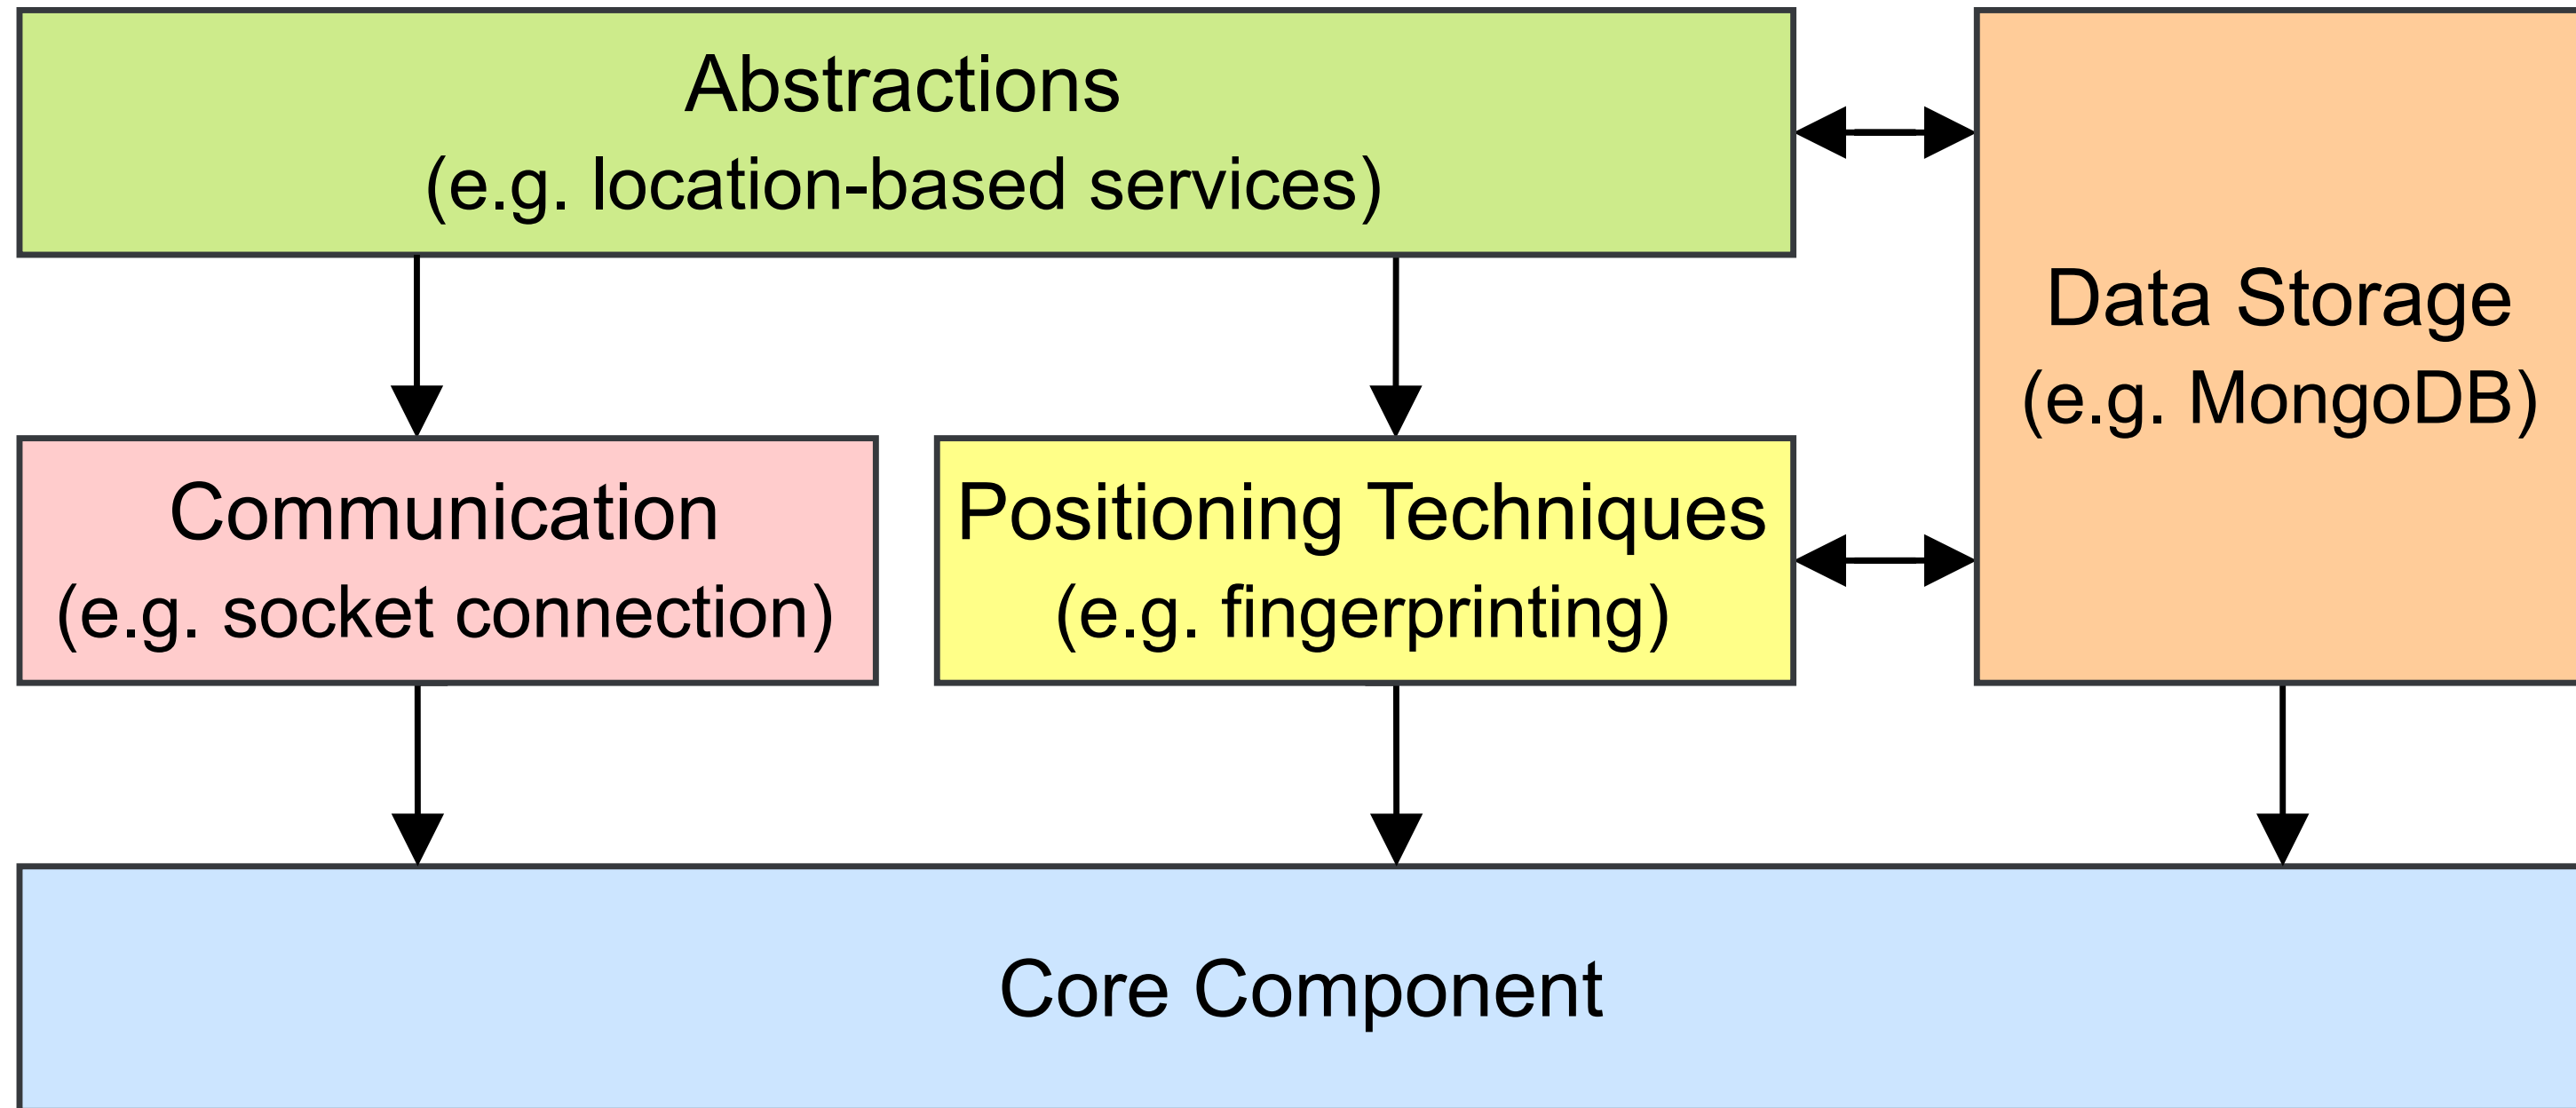 Abstractions
(e.g. location-based services)
Data Storage
(e.g. MongoDB)
Communication
(e.g. socket connection)
Positioning Techniques
(e.g. fingerprinting)
Core Component